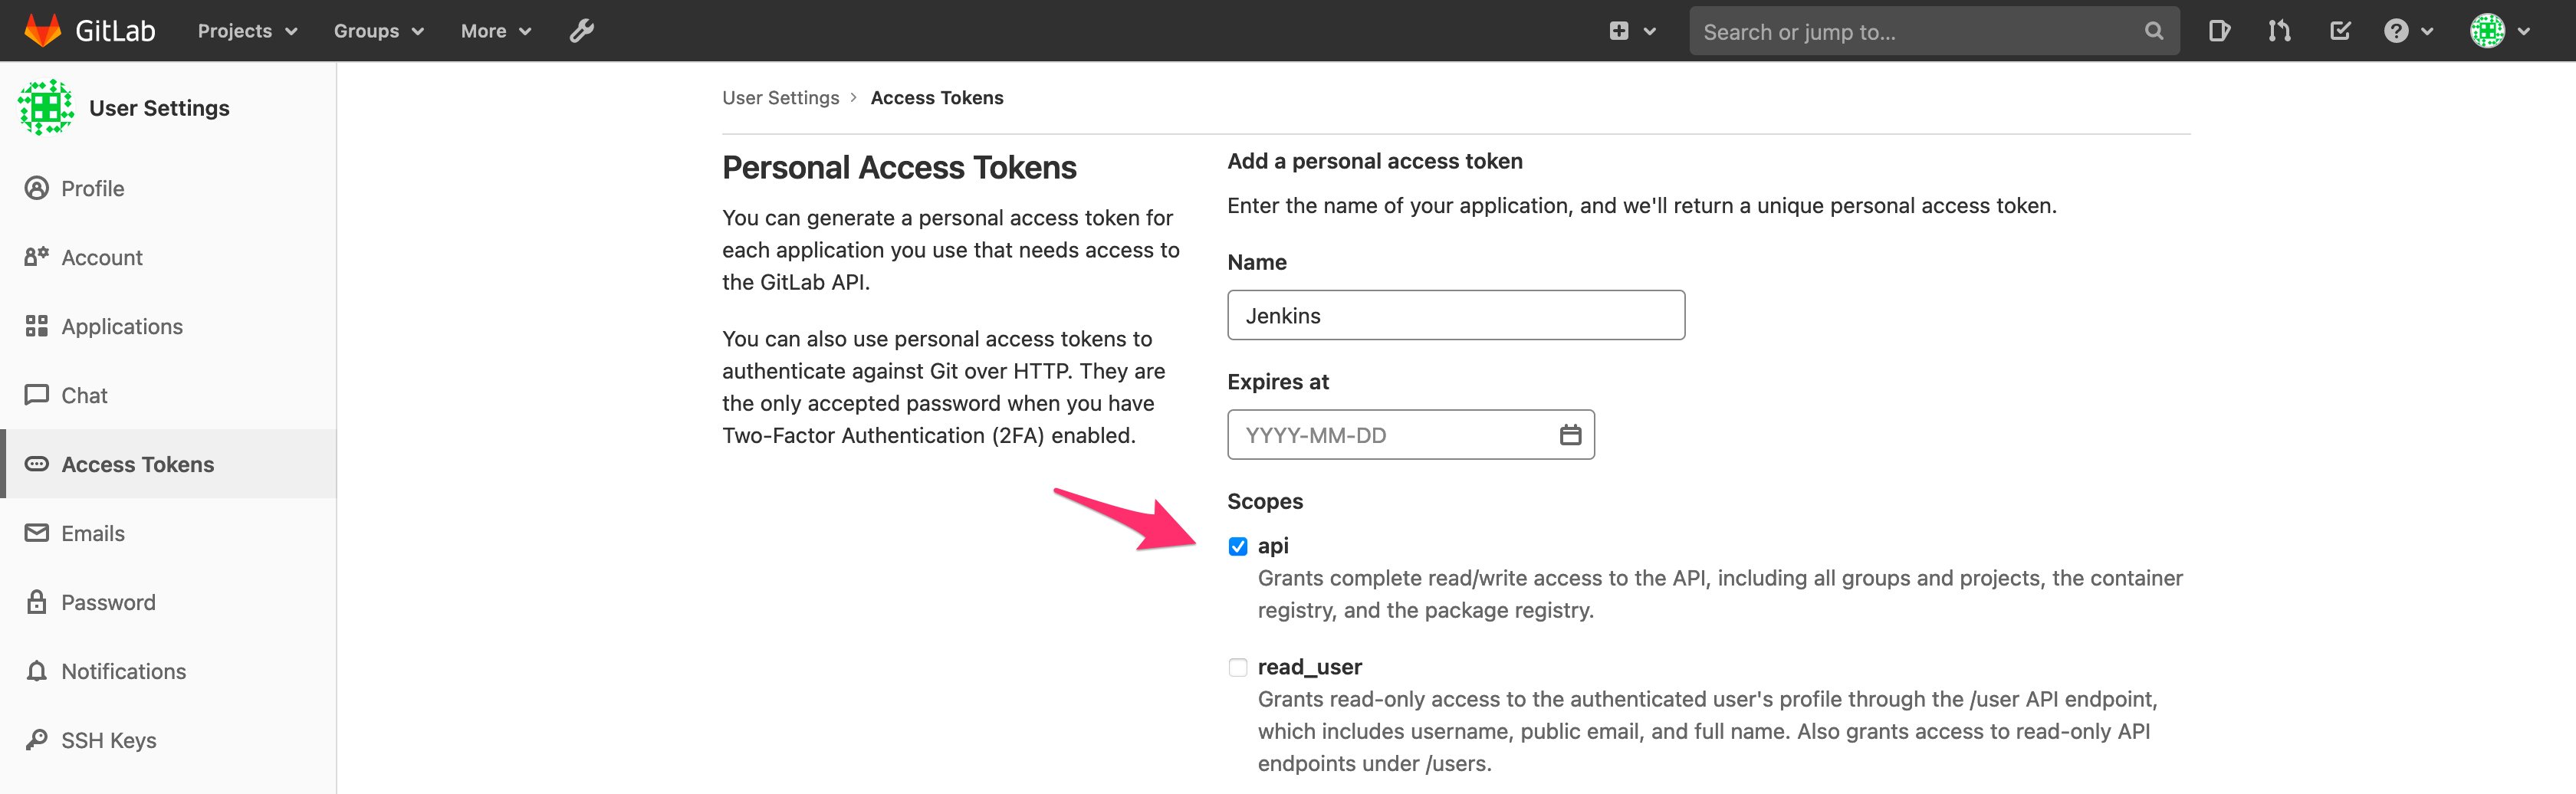 GitLab Projects Groups More Search or jump to...
User Settings
Profile
Account
Applications
Chat
Access Tokens
Emails
Password
Notifications
SSH Keys
User Settings > Access Tokens
Personal Access Tokens
You can generate a personal access token for
each application you use that needs access to
the GitLab API.
You can also use personal access tokens to
authenticate against Git over HTTP. They are
the only accepted password when you have
Two-Factor Authentication (2FA) enabled.
Add a personal access token
Enter the name of your application, and we'll return a unique personal access token.
Name
Jenkins
Expires at
YYYY-MM-DD
Scopes
api
Grants complete read/write access to the API, including all groups and projects, the container
registry, and the package registry.
read_user
Grants read-only access to the authenticated user's profile through the /user API endpoint,
which includes username, public email, and full name. Also grants access to read-only API
endpoints under /users.